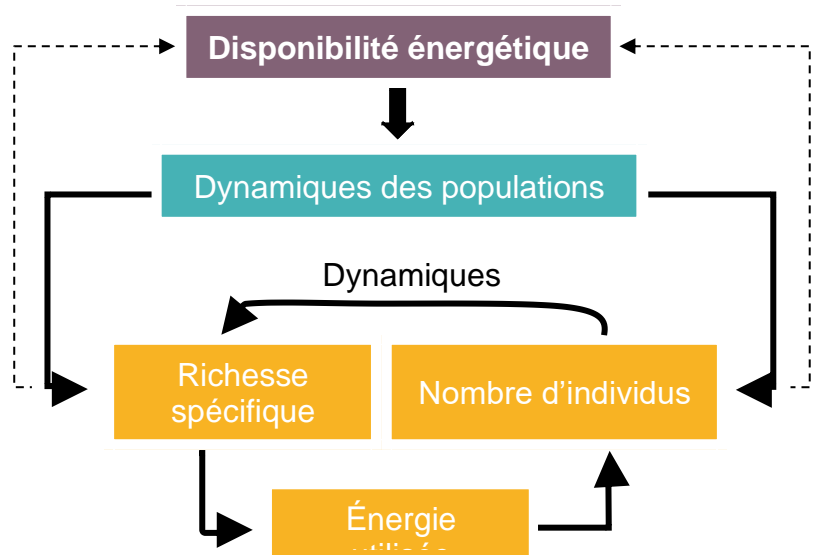 Disponibilité énergétique
Dynamiques des populations
Dynamiques
Richesse
spécifique
Nombre d'individus
Énergie